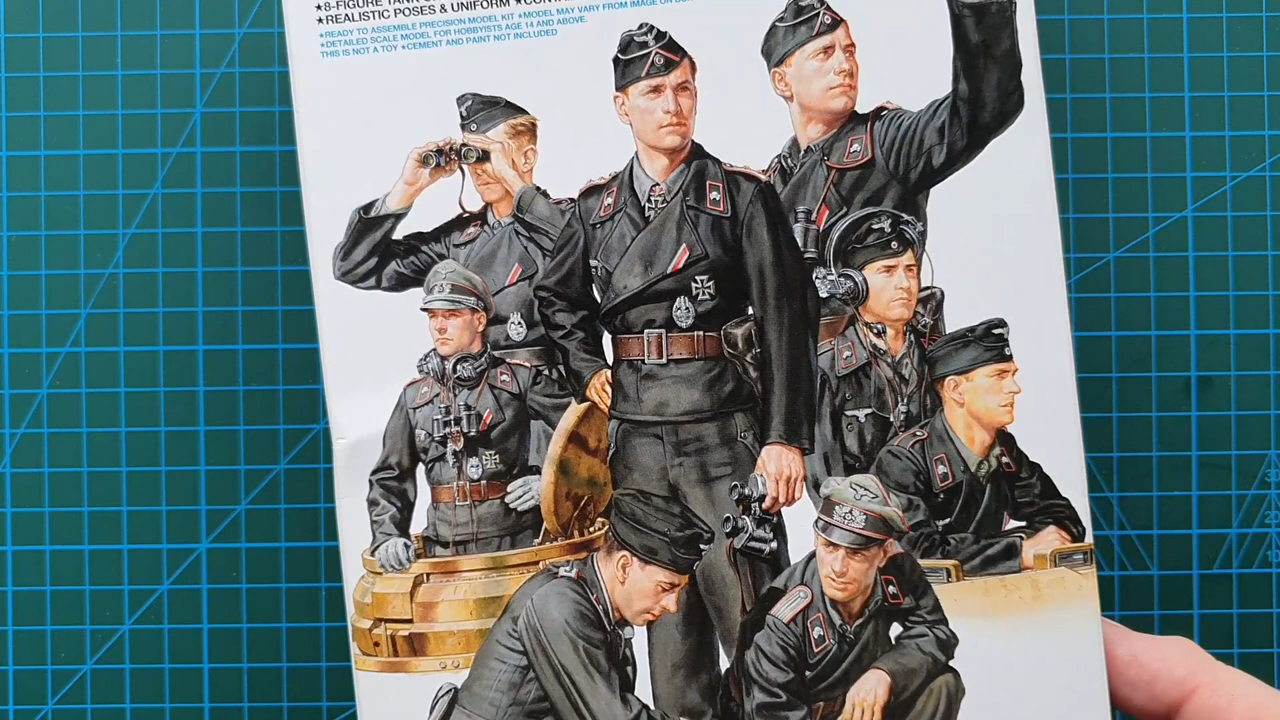 ★8-FIGURE TANK
★REALISTIC POSES & UNIFORM
★READY TO ASSEMBLE PRECISION MODEL KIT ★MODEL MAY VARY FROM IMAGE ON
★DETAILED SCALE MODEL FOR HOBBYISTS AGE 14 AND ABOVE.
THIS IS NOT A TOY ★CEMENT AND PAINT NOT INCLUDED